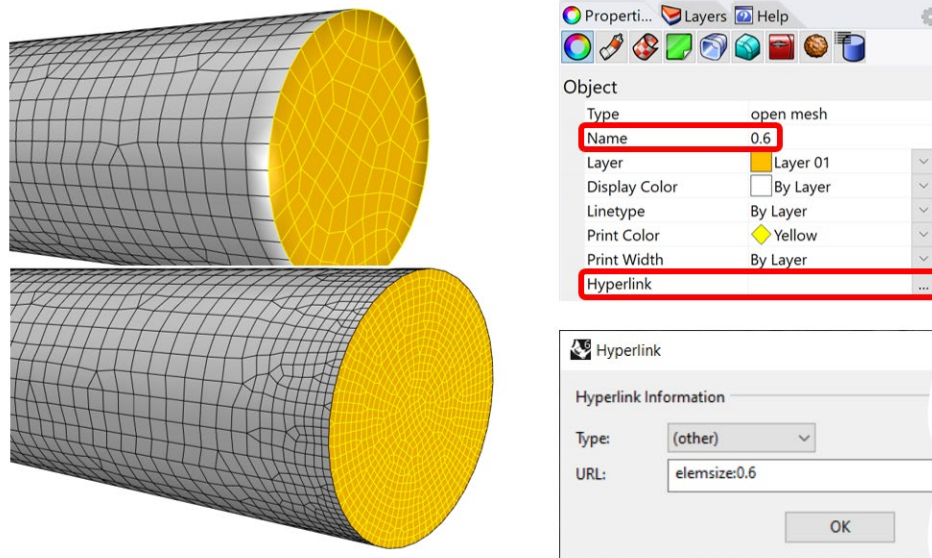 Properti... Layers Help
Object
Type open mesh
Name 0.6
Layer Layer 01
Display Color By Layer
Linetype By Layer
Print Color Yellow
Print Width By Layer
Hyperlink ...
Hyperlink
Hyperlink Information
Type: (other)
URL: elemsize:0.6
OK